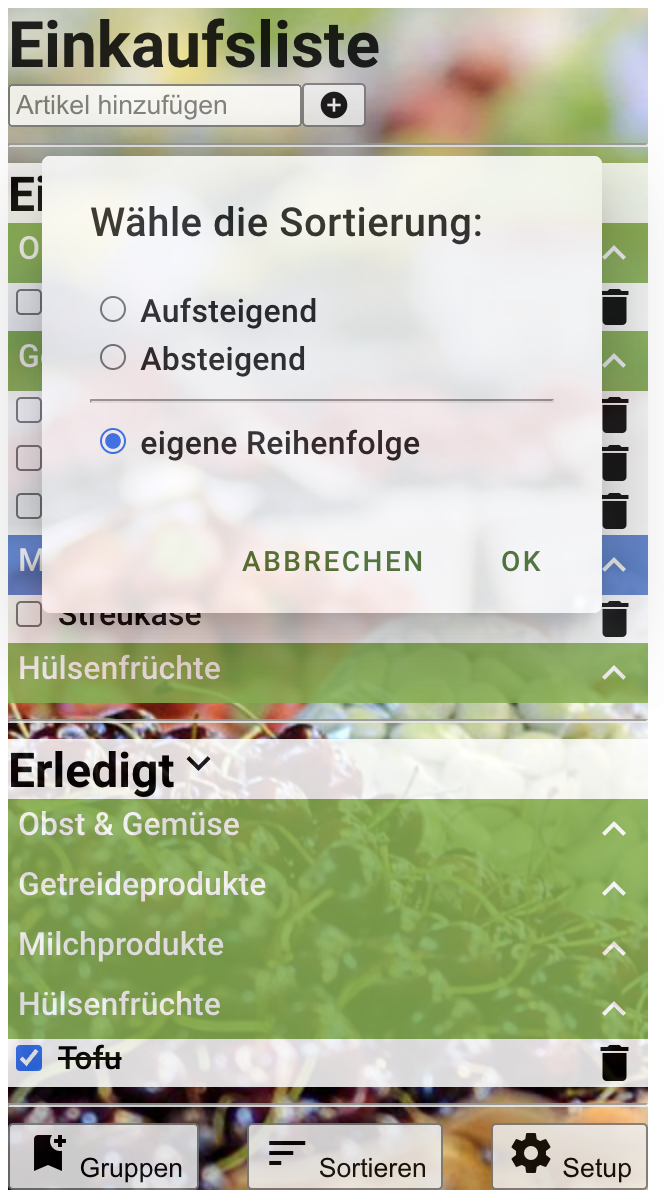 Einkaufsliste
Artikel hinzufügen
Wähle die Sortierung:
Aufsteigend
Absteigend
eigene Reihenfolge
ABBRECHEN OK
Streukäse
Hülsenfrüchte
Erledigt
Obst & Gemüse
Getreideprodukte
Milchprodukte
Hülsenfrüchte
Tofu
Gruppen Sortieren Setup